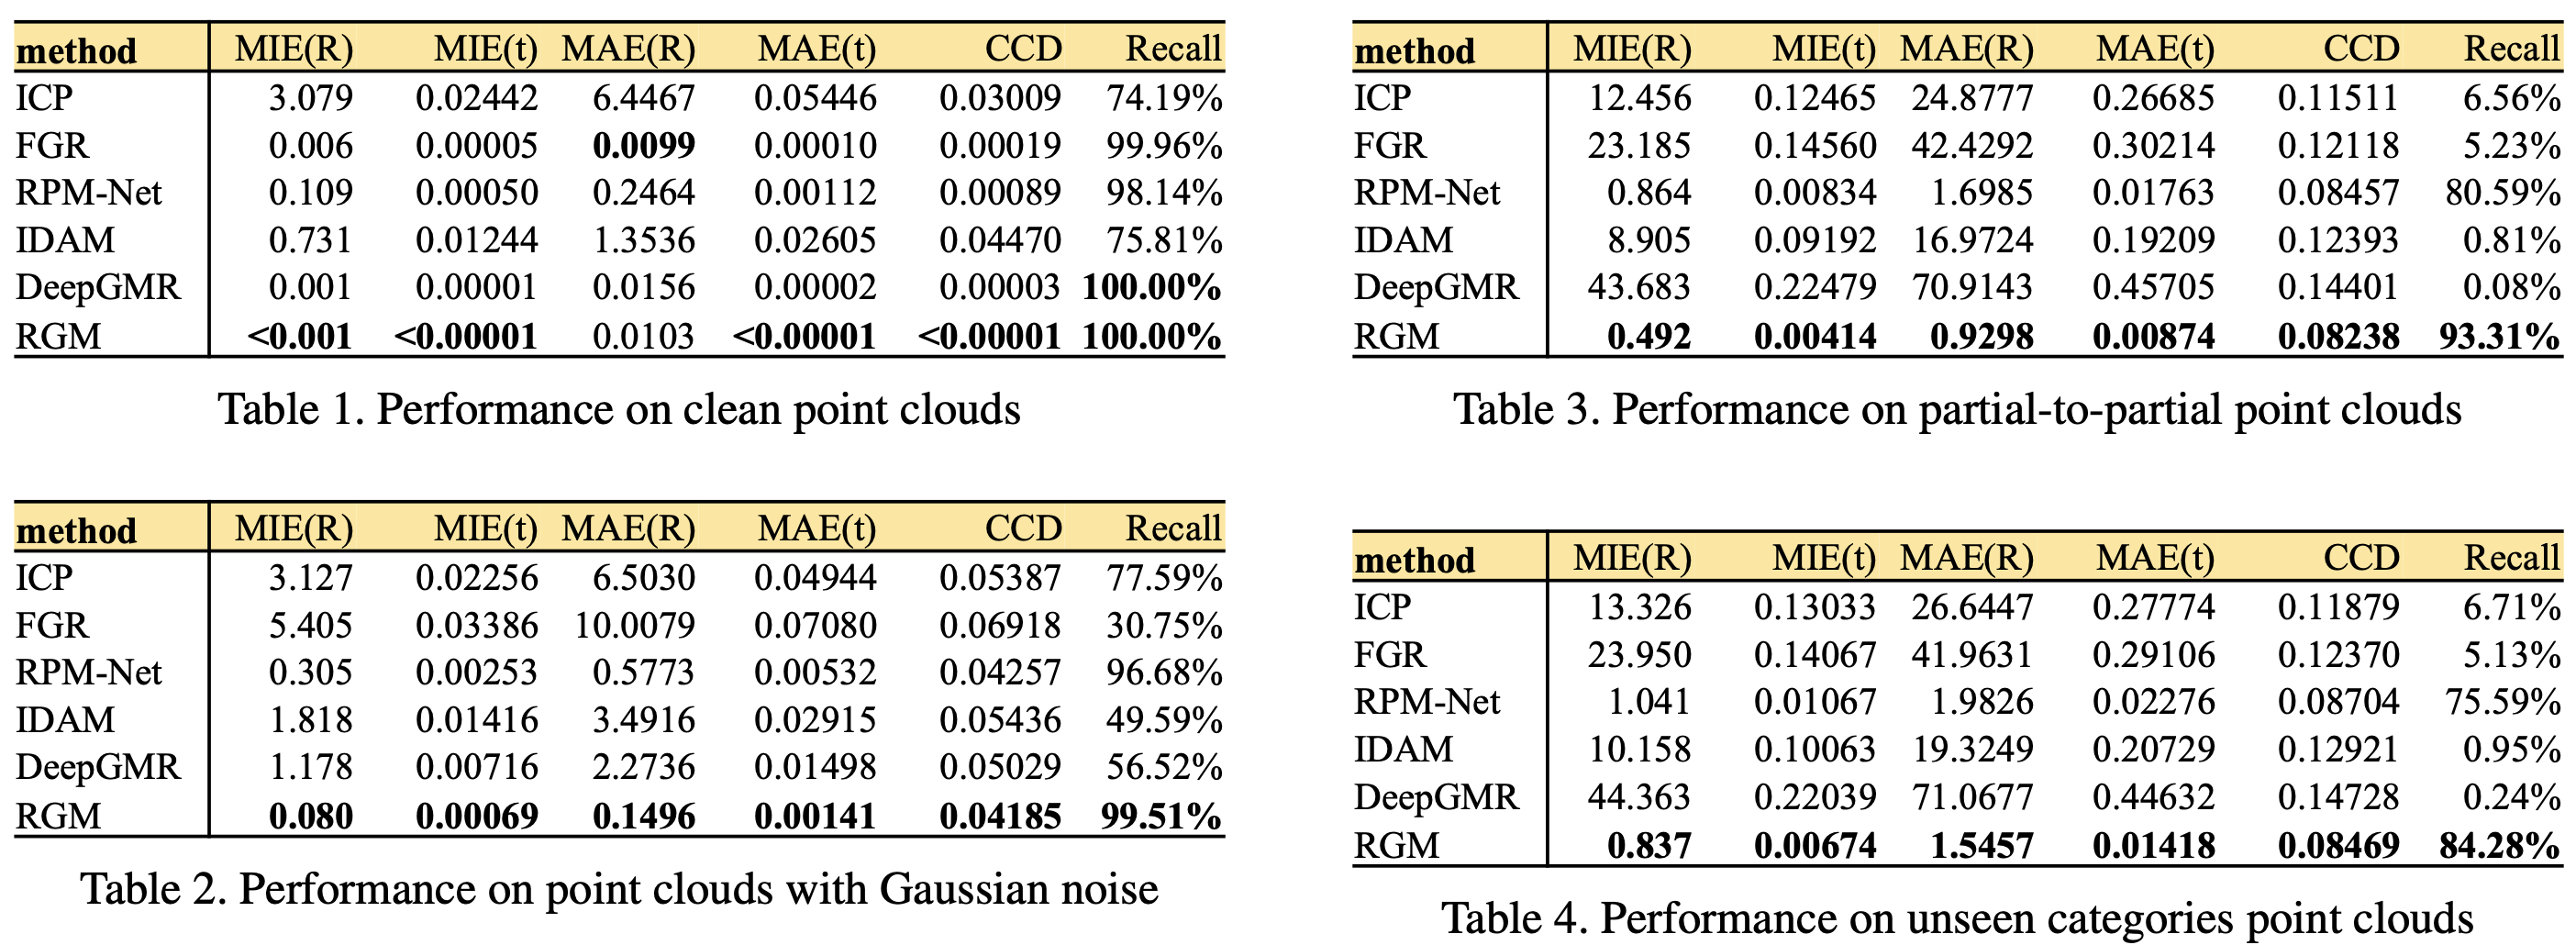 method MIE(R) MIE(t) MAE(R) MAE(t) CCD Recall
ICP 3.079 0.02442 6.4467 0.05446 0.03009 74.19%
FGR 0.006 0.00005 0.0099 0.00010 0.00019 99.96%
RPM-Net 0.109 0.00050 0.2464 0.00112 0.00089 98.14%
IDAM 0.731 0.01244 1.3536 0.02605 0.04470 75.81%
DeepGMR 0.001 0.00001 0.0156 0.00002 0.00003 100.00%
RGM <0.001 <0.00001 0.0103 <0.00001 <0.00001 100.00%
Table 1. Performance on clean point clouds
method MIE(R) MIE(t) MAE(R) MAE(t) CCD Recall
ICP 3.127 0.02256 6.5030 0.04944 0.05387 77.59%
FGR 5.405 0.03386 10.0079 0.07080 0.06918 30.75%
RPM-Net 0.305 0.00253 0.5773 0.00532 0.04257 96.68%
IDAM 1.818 0.01416 3.4916 0.02915 0.05436 49.59%
DeepGMR 1.178 0.00716 2.2736 0.01498 0.05029 56.52%
RGM 0.080 0.00069 0.1496 0.00141 0.04185 99.51%
Table 2. Performance on point clouds with Gaussian noise
method MIE(R) MIE(t) MAE(R) MAE(t) CCD Recall
ICP 12.456 0.12465 24.8777 0.26685 0.11511 6.56%
FGR 23.185 0.14560 42.4292 0.30214 0.12118 5.23%
RPM-Net 0.864 0.00834 1.6985 0.01763 0.08457 80.59%
IDAM 8.905 0.09192 16.9724 0.19209 0.12393 0.81%
DeepGMR 43.683 0.22479 70.9143 0.45705 0.14401 0.08%
RGM 0.492 0.00414 0.9298 0.00874 0.08238 93.31%
Table 3. Performance on partial-to-partial point clouds
method MIE(R) MIE(t) MAE(R) MAE(t) CCD Recall
ICP 13.326 0.13033 26.6447 0.27774 0.11879 6.71%
FGR 23.950 0.14067 41.9631 0.29106 0.12370 5.13%
RPM-Net 1.041 0.01067 1.9826 0.02276 0.08704 75.59%
IDAM 10.158 0.10063 19.3249 0.20729 0.12921 0.95%
DeepGMR 44.363 0.22039 71.0677 0.44632 0.14728 0.24%
RGM 0.837 0.00674 1.5457 0.01418 0.08469 84.28%
Table 4. Performance on unseen categories point clouds